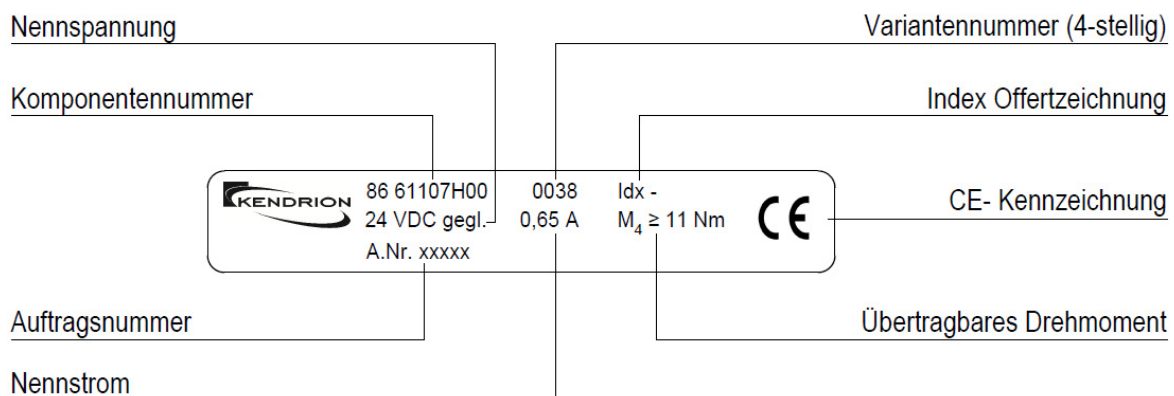 Nennspannung
Variantennummer (4-stellig)
Komponentennummer
Index Offertzeichnung
KENDRION
86 61107H00 0038 Idx -
24 VDC gegl. 0,65 A M₄ ≥ 11 Nm
A.Nr. xxxxx
CE
CE- Kennzeichnung
Auftragsnummer
Übertragbares Drehmoment
Nennstrom